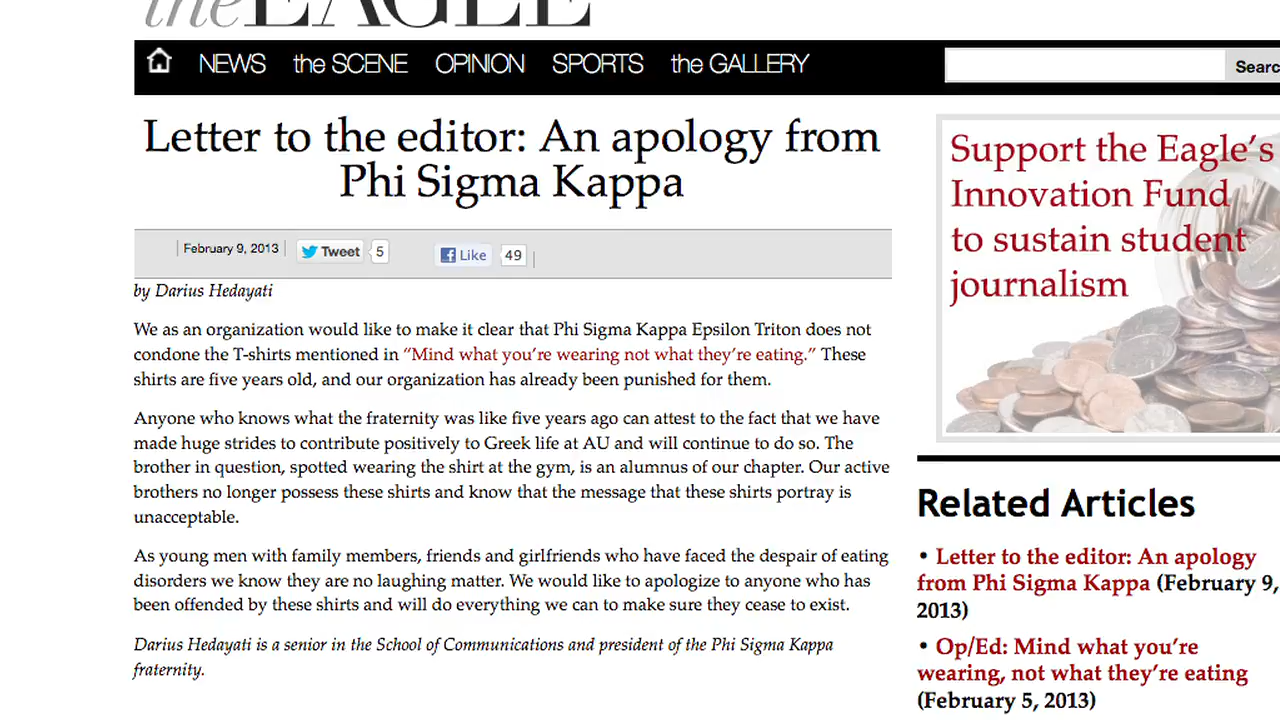 the EAGLE
NEWS the SCENE OPINION SPORTS the GALLERY
Searc
Letter to the editor: An apology from
Phi Sigma Kappa
February 9, 2013 Tweet 5 Like 49
by Darius Hedayati
We as an organization would like to make it clear that Phi Sigma Kappa Epsilon Triton does not
condone the T-shirts mentioned in “Mind what you’re wearing not what they’re eating.” These
shirts are five years old, and our organization has already been punished for them.
Anyone who knows what the fraternity was like five years ago can attest to the fact that we have
made huge strides to contribute positively to Greek life at AU and will continue to do so. The
brother in question, spotted wearing the shirt at the gym, is an alumnus of our chapter. Our active
brothers no longer possess these shirts and know that the message that these shirts portray is
unacceptable.
As young men with family members, friends and girlfriends who have faced the despair of eating
disorders we know they are no laughing matter. We would like to apologize to anyone who has
been offended by these shirts and will do everything we can to make sure they cease to exist.
Darius Hedayati is a senior in the School of Communications and president of the Phi Sigma Kappa
fraternity.
Support the Eagle’s
Innovation Fund
to sustain student
journalism
Related Articles
• Letter to the editor: An apology
from Phi Sigma Kappa (February 9,
2013)
• Op/Ed: Mind what you’re
wearing, not what they’re eating
(February 5, 2013)